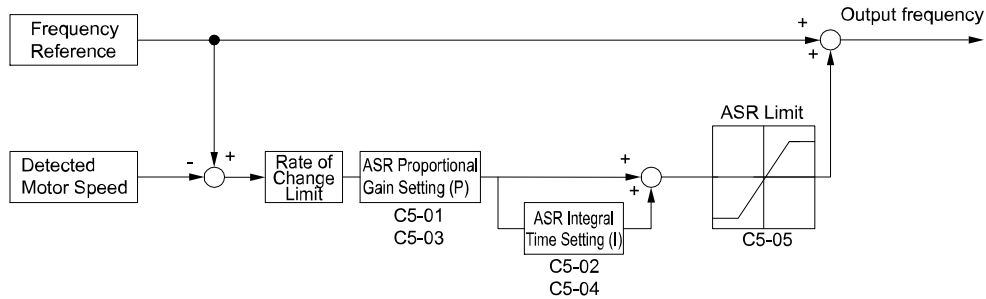 Frequency
Reference
Output frequency
+
+
ASR Limit
Detected
Motor Speed
-
+
Rate of
Change
Limit
ASR Proportional
Gain Setting (P)
C5-01
C5-03
+
+
ASR Integral
Time Setting (I)
C5-02
C5-04
C5-05